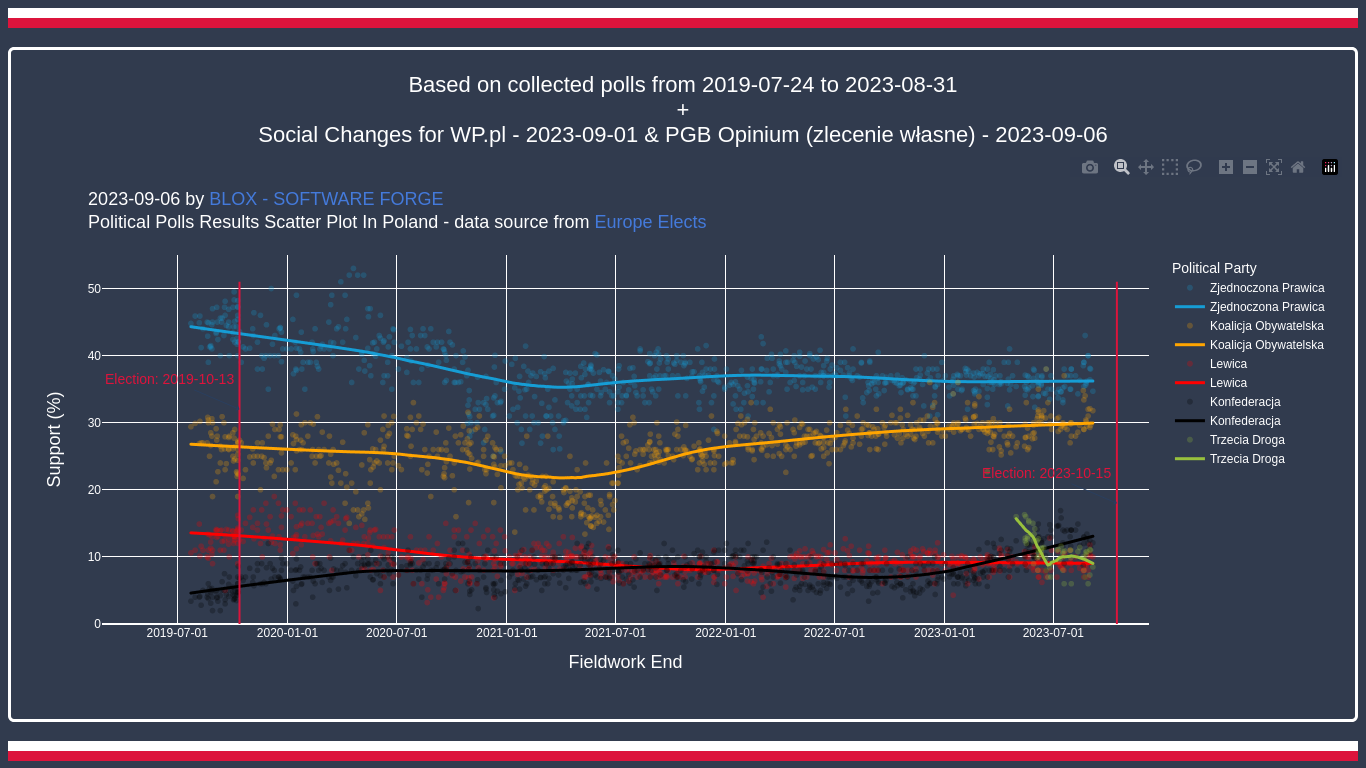 Based on collected polls from 2019-07-24 to 2023-08-31
+
Social Changes for WP.pl - 2023-09-01 & PGB Opinium (zlecenie własne) - 2023-09-06
2023-09-06 by BLOX - SOFTWARE FORGE
Political Polls Results Scatter Plot In Poland - data source from Europe Elects
Support (%)
50
40
30
20
10
0
Election: 2019-10-13
Election: 2023-10-15
2019-07-01
2020-01-01
2020-07-01
2021-01-01
2021-07-01
2022-01-01
2022-07-01
2023-01-01
2023-07-01
Fieldwork End
Political Party
Zjednoczona Prawica
Zjednoczona Prawica
Koalicja Obywatelska
Koalicja Obywatelska
Lewica
Lewica
Konfederacja
Konfederacja
Trzecia Droga
Trzecia Droga